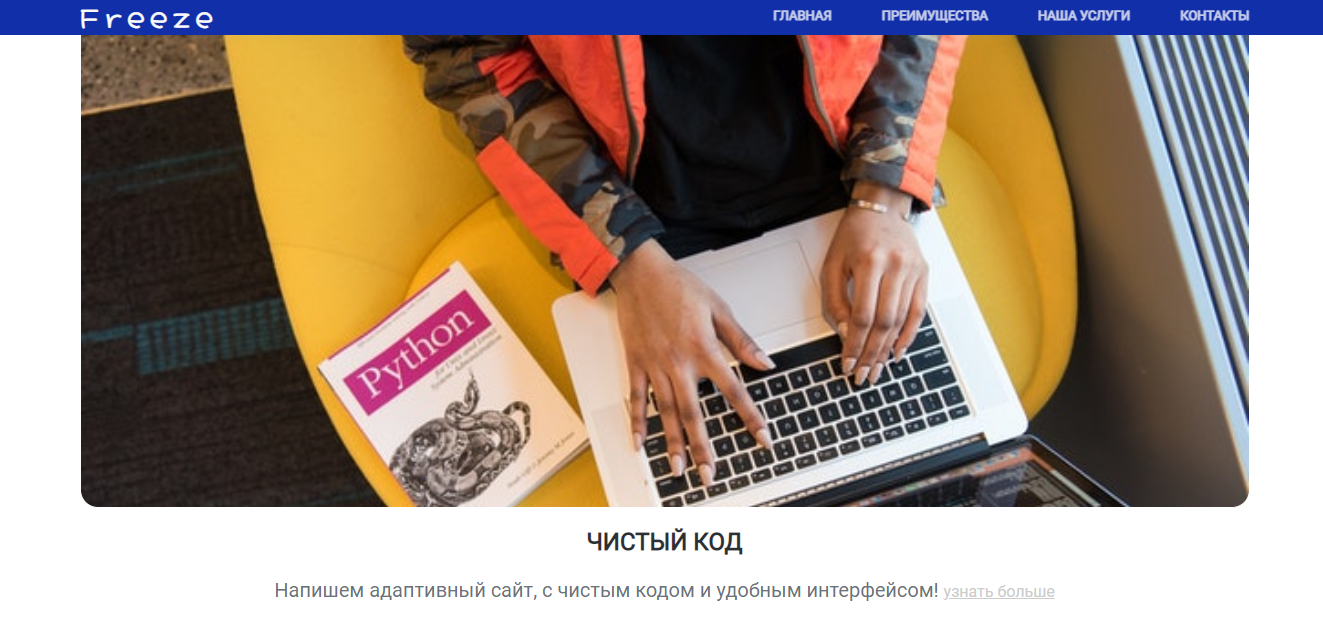 Freeze
ГЛАВНАЯ ПРЕИМУЩЕСТВА НАША УСЛУГИ КОНТАКТЫ
Python
for Unix and Linux
System Administration
ЧИСТЫЙ КОД
Напишем адаптивный сайт, с чистым кодом и удобным интерфейсом! узнать больше